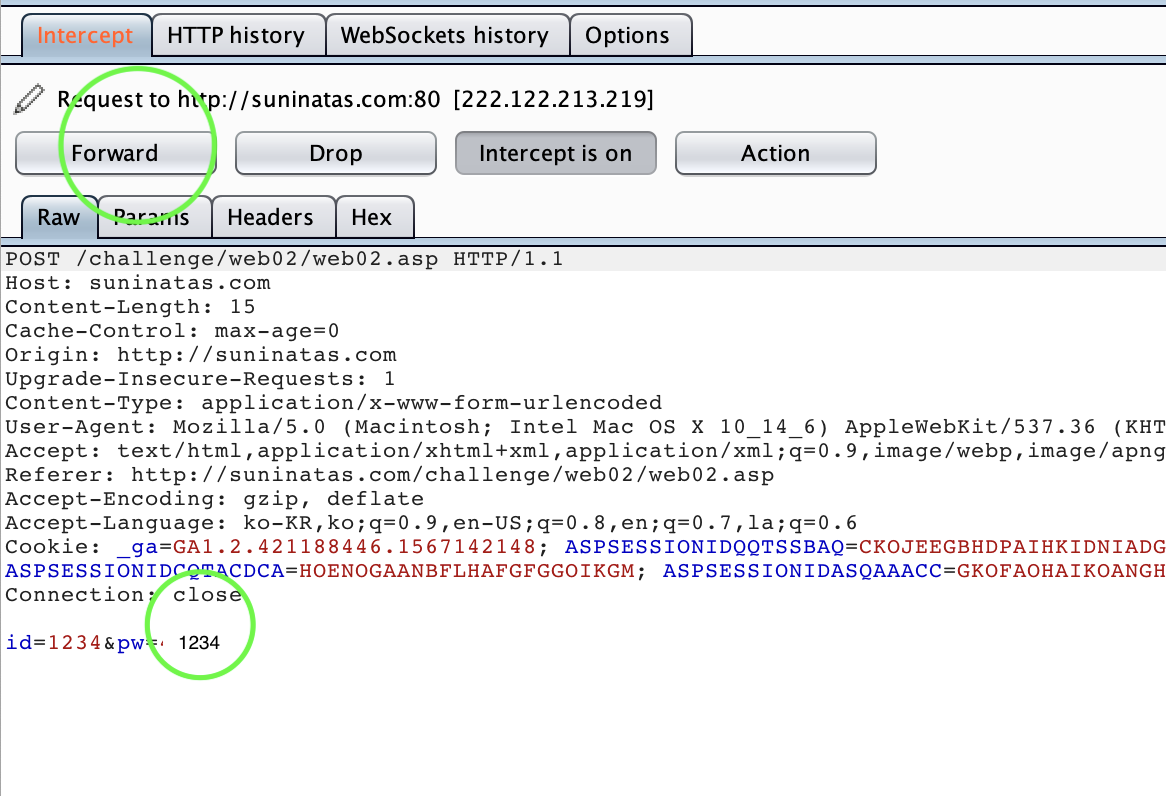 Intercept HTTP history WebSockets history Options
Request to http://suninatas.com:80 [222.122.213.219]
Forward Drop Intercept is on Action
Raw Params Headers Hex
POST /challenge/web02/web02.asp HTTP/1.1
Host: suninatas.com
Content-Length: 15
Cache-Control: max-age=0
Origin: http://suninatas.com
Upgrade-Insecure-Requests: 1
Content-Type: application/x-www-form-urlencoded
User-Agent: Mozilla/5.0 (Macintosh; Intel Mac OS X 10_14_6) AppleWebKit/537.36 (KHT
Accept: text/html,application/xhtml+xml,application/xml;q=0.9,image/webp,image/apng
Referer: http://suninatas.com/challenge/web02/web02.asp
Accept-Encoding: gzip, deflate
Accept-Language: ko-KR,ko;q=0.9,en-US;q=0.8,en;q=0.7,la;q=0.6
Cookie: _ga=GA1.2.421188446.1567142148; ASPSESSIONIDQQTSSBAQ=CKOJEEGBHDPAIHKIDNIADG
ASPSESSIONIDCQTACDCA=HOENOGAANBFLHAFGFGGOIKGM; ASPSESSIONIDASQAAACC=GKOFAOHAIKOANGH
Connection: close
id=1234&pw= 1234